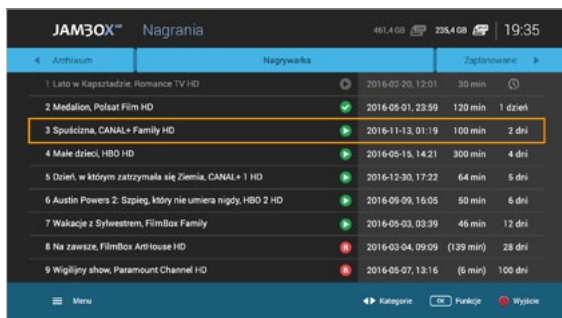 JAMBOX Nagrania 461,4 GB 235,4 GB 19:35
Archiwum Nagrywarka Zaplanowane
1 Lato w Kapsztadzie, Romance TV HD 2016-02-20, 12:01 30 min
2 Medalion, Polsat Film HD 2016-05-01, 23:59 120 min 1 dzień
3 Spuścizna, CANAL+ Family HD 2016-11-13, 01:19 100 min 2 dni
4 Małe dzieci, HBO HD 2016-05-15, 14:21 300 min 4 dni
5 Dzień, w którym zatrzymała się Ziemia, CANAL+ 1 HD 2016-12-30, 17:22 64 min 5 dni
6 Austin Powers 2: Szpieg, który nie umiera nigdy, HBO 2 HD 2016-09-09, 16:05 50 min 6 dni
7 Wakacje z Sylwestrem, FilmBox Family 2016-05-03, 03:39 46 min 12 dni
8 Na zawsze, FilmBox ArtHouse HD R 2016-03-04, 09:09 (139 min) 28 dni
9 Wigilijny show, Paramount Channel HD R 2016-05-07, 13:16 (6 min) 100 dni
Menu Kategorie OK Funkcje Wyjście